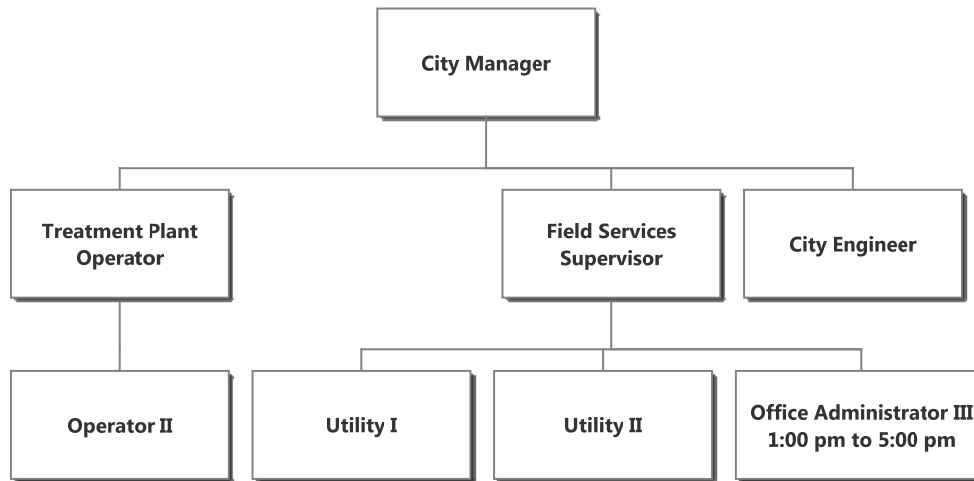 City Manager
Treatment Plant
Operator
Field Services
Supervisor
City Engineer
Operator II
Utility I
Utility II
Office Administrator III
1:00 pm to 5:00 pm